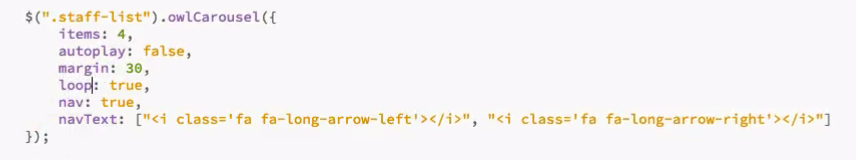 $(".staff-list").owlCarousel({
    items: 4,
    autoplay: false,
    margin: 30,
    loop: true,
    nav: true,
    navText: ["<i class='fa fa-long-arrow-left'></i>", "<i class='fa fa-long-arrow-right'></i>"]
});